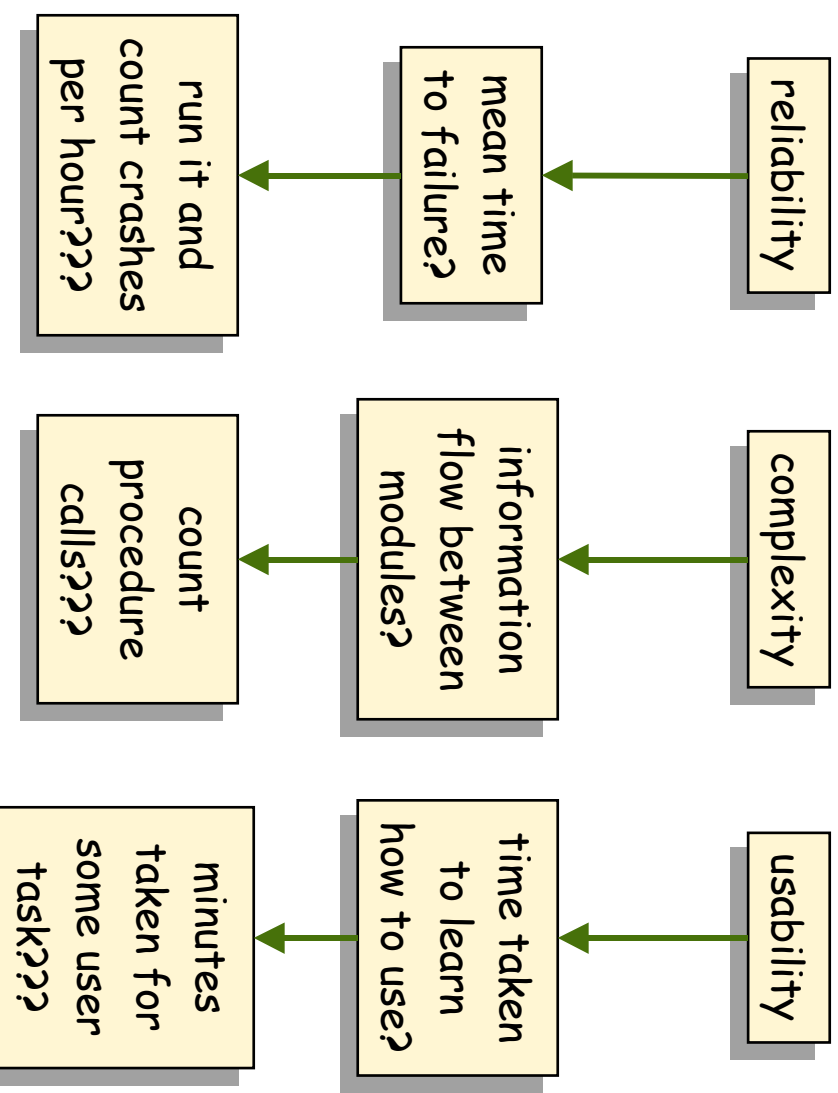 reliability
complexity
usability
mean time
to failure?
information
flow between
modules?
time taken
to learn
how to use?
run it and
count crashes
per hour???
count
procedure
calls???
minutes
taken for
some user
task???